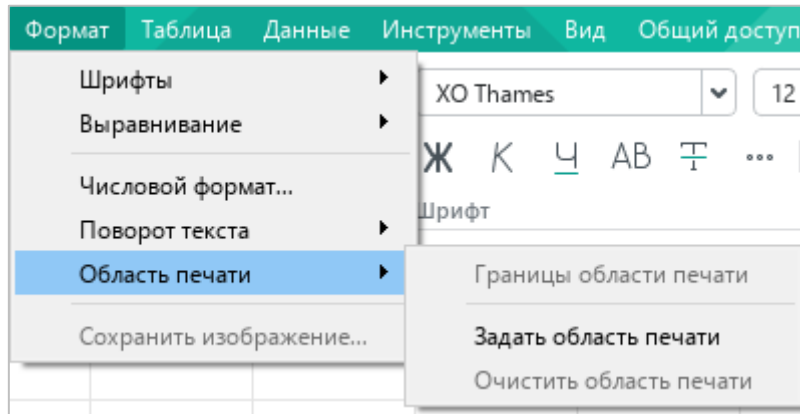 Формат Таблица Данные Инструменты Вид Общий доступ
Шрифты
XO Thames 12
Выравнивание
Ж К Ч АВ Т ...
Числовой формат...
Шрифт
Поворот текста
Область печати
Границы области печати
Сохранить изображение...
Задать область печати
Очистить область печати